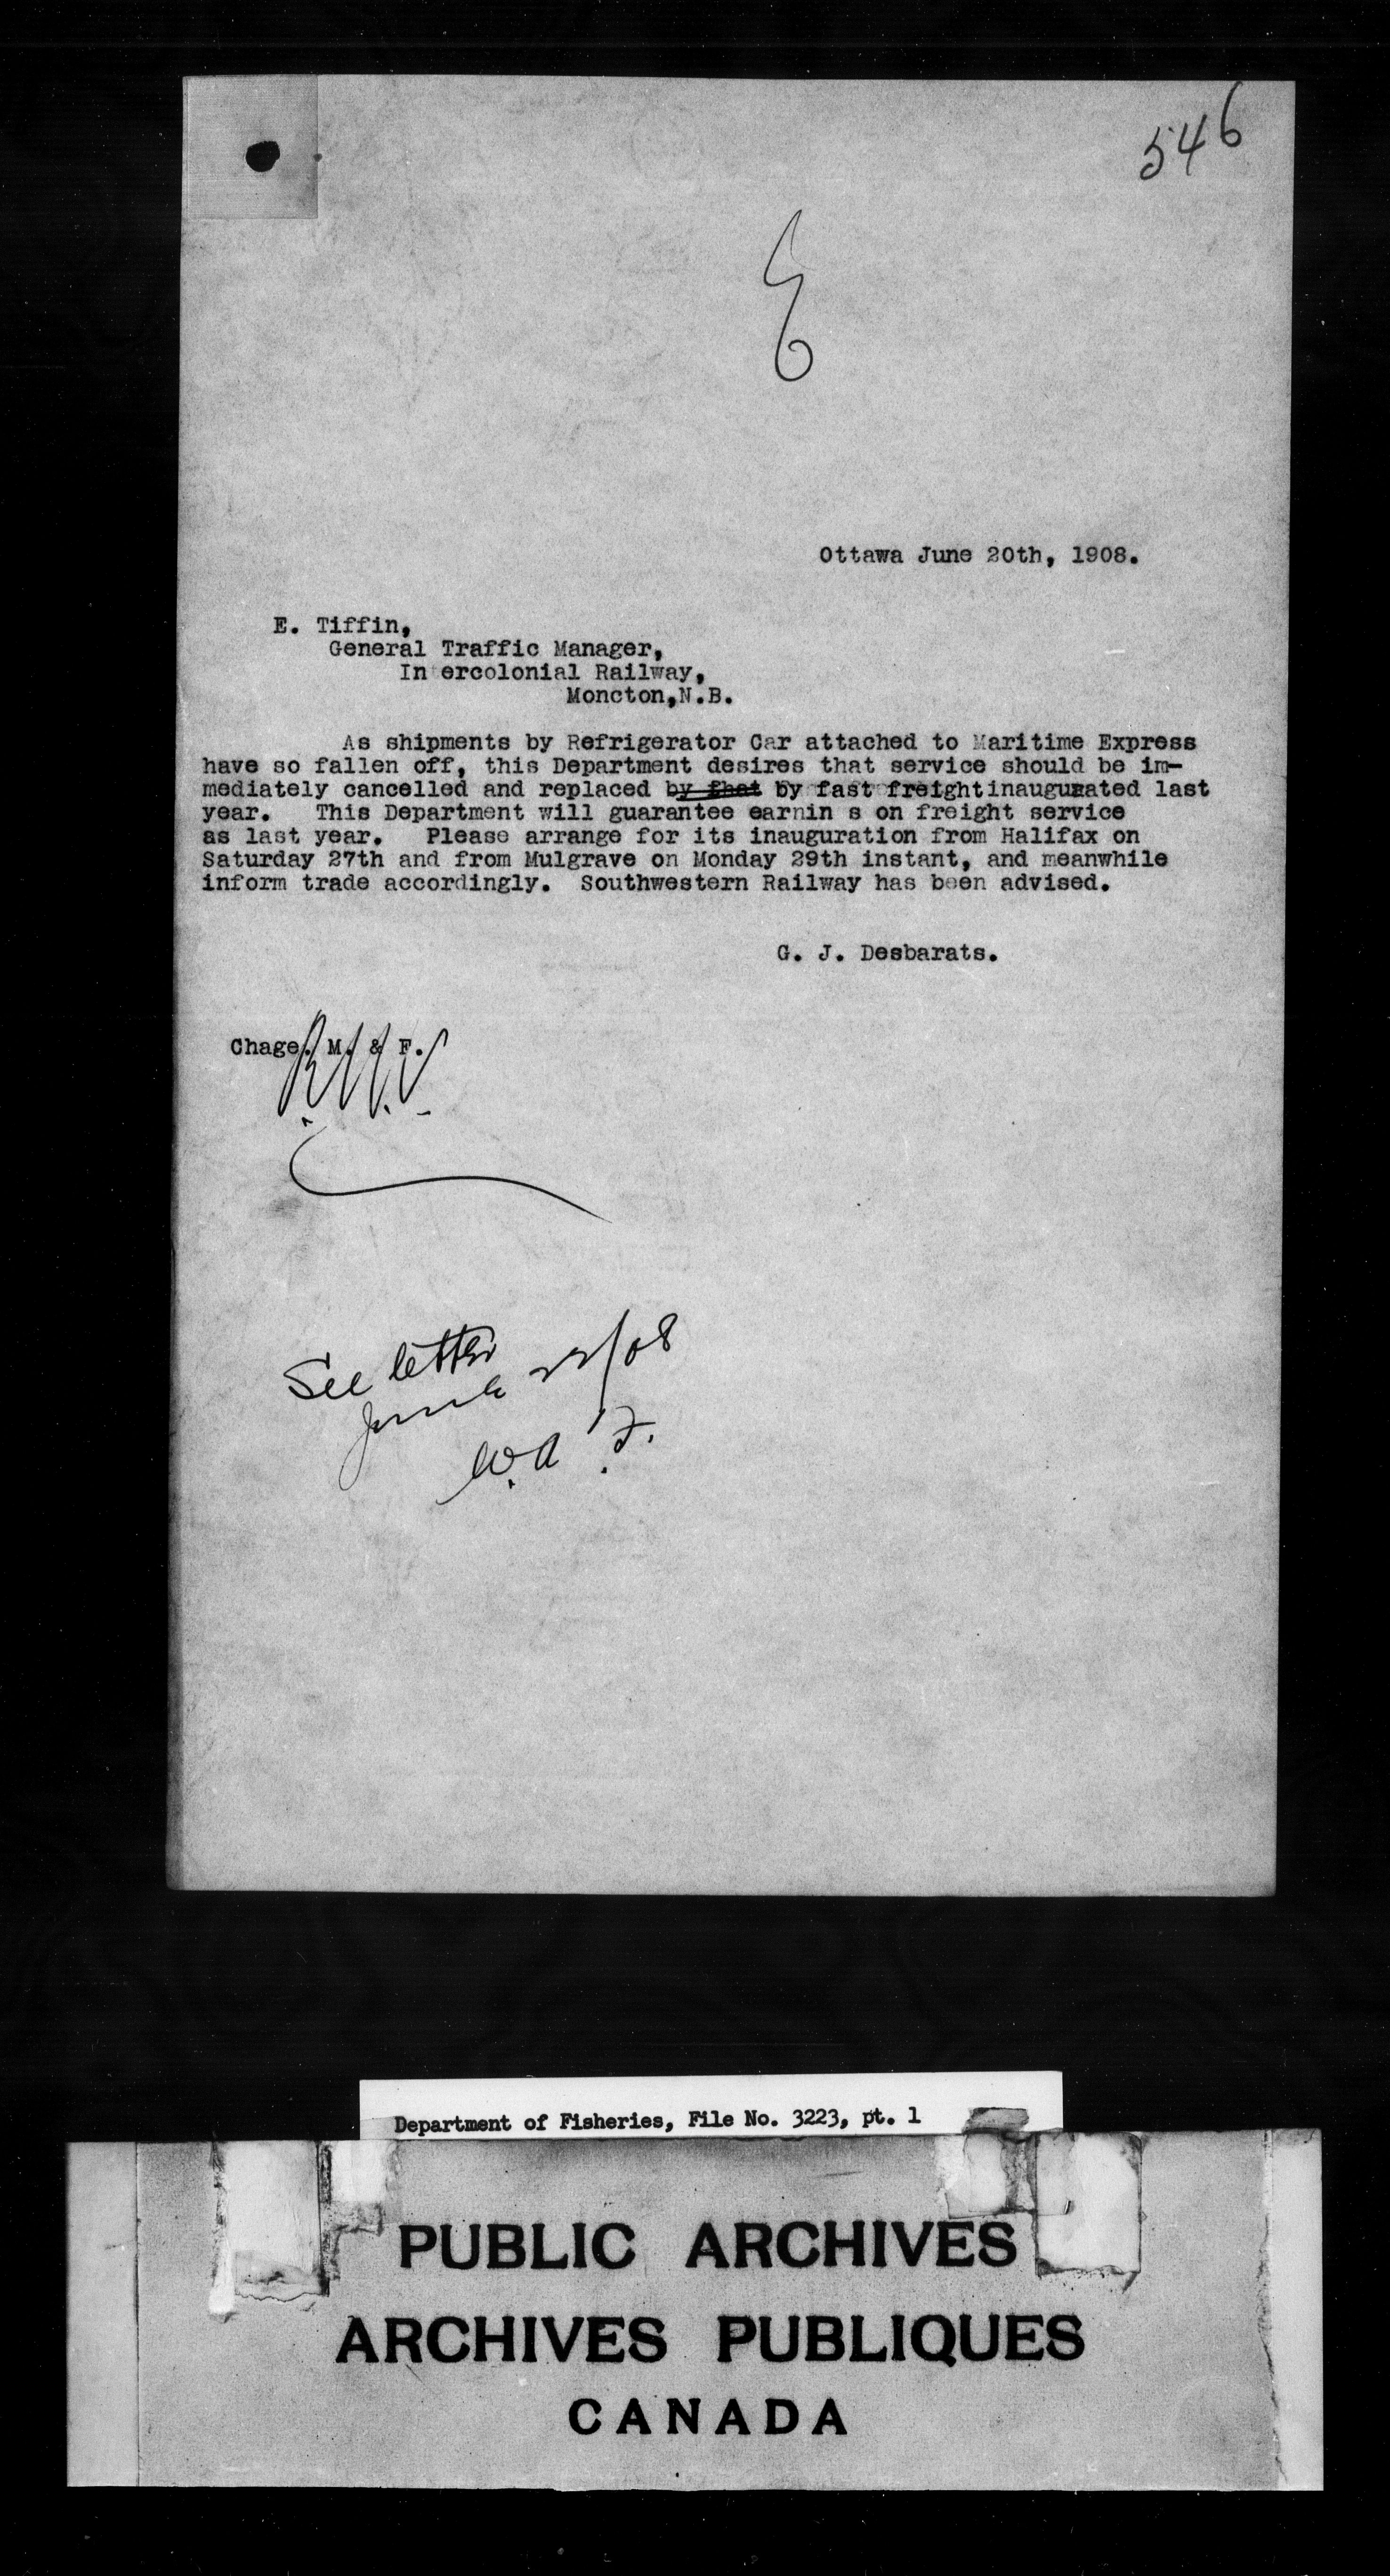 546
Ottawa June 20th, 1908.
E. Tiffin,
General Traffic Manager,
In ercolonial Railway,
Moncton,N.B.
As shipments by Refrigerator Car attached to Maritime Express
have so fallen off, this Department desires that service should be im-
mediately cancelled and replaced by that by fast freight inaugurated last
year. This Department will guarantee earnin s on freight service
as last year. Please arrange for its inauguration from Halifax on
Saturday 27th and from Mulgrave on Monday 29th instant, and meanwhile
inform trade accordingly. Southwestern Railway has been advised.
G. J. Desbarats.
Chage. M. & F.
See letter
June 22/08
W.A.F.
Department of Fisheries, File No. 3223, pt. 1
PUBLIC ARCHIVES
ARCHIVES PUBLIQUES
CANADA